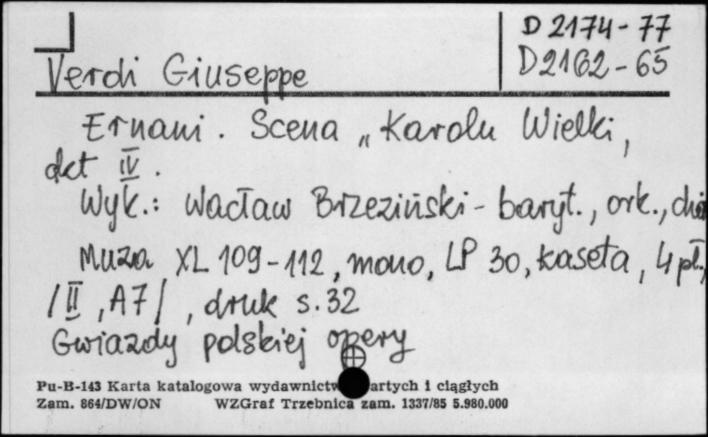 D 2174-77
D2162-65
Verdi Giuseppe
Ernani. Scena „Karolu Wielki,
akt IV.
Wyk.: Wacław Brzeziński - baryt., ork., chór
Muza XL 109-112, mono, LP 30, kaseta, 4 pł.,
/II, A7/, druk s. 32
Gwiazdy polskiej opery
Pu-B-143 Karta katalogowa wydawnictw artych i ciągłych
Zam. 864/DW/ON WZGraf Trzebnica zam. 1337/85 5.980.000